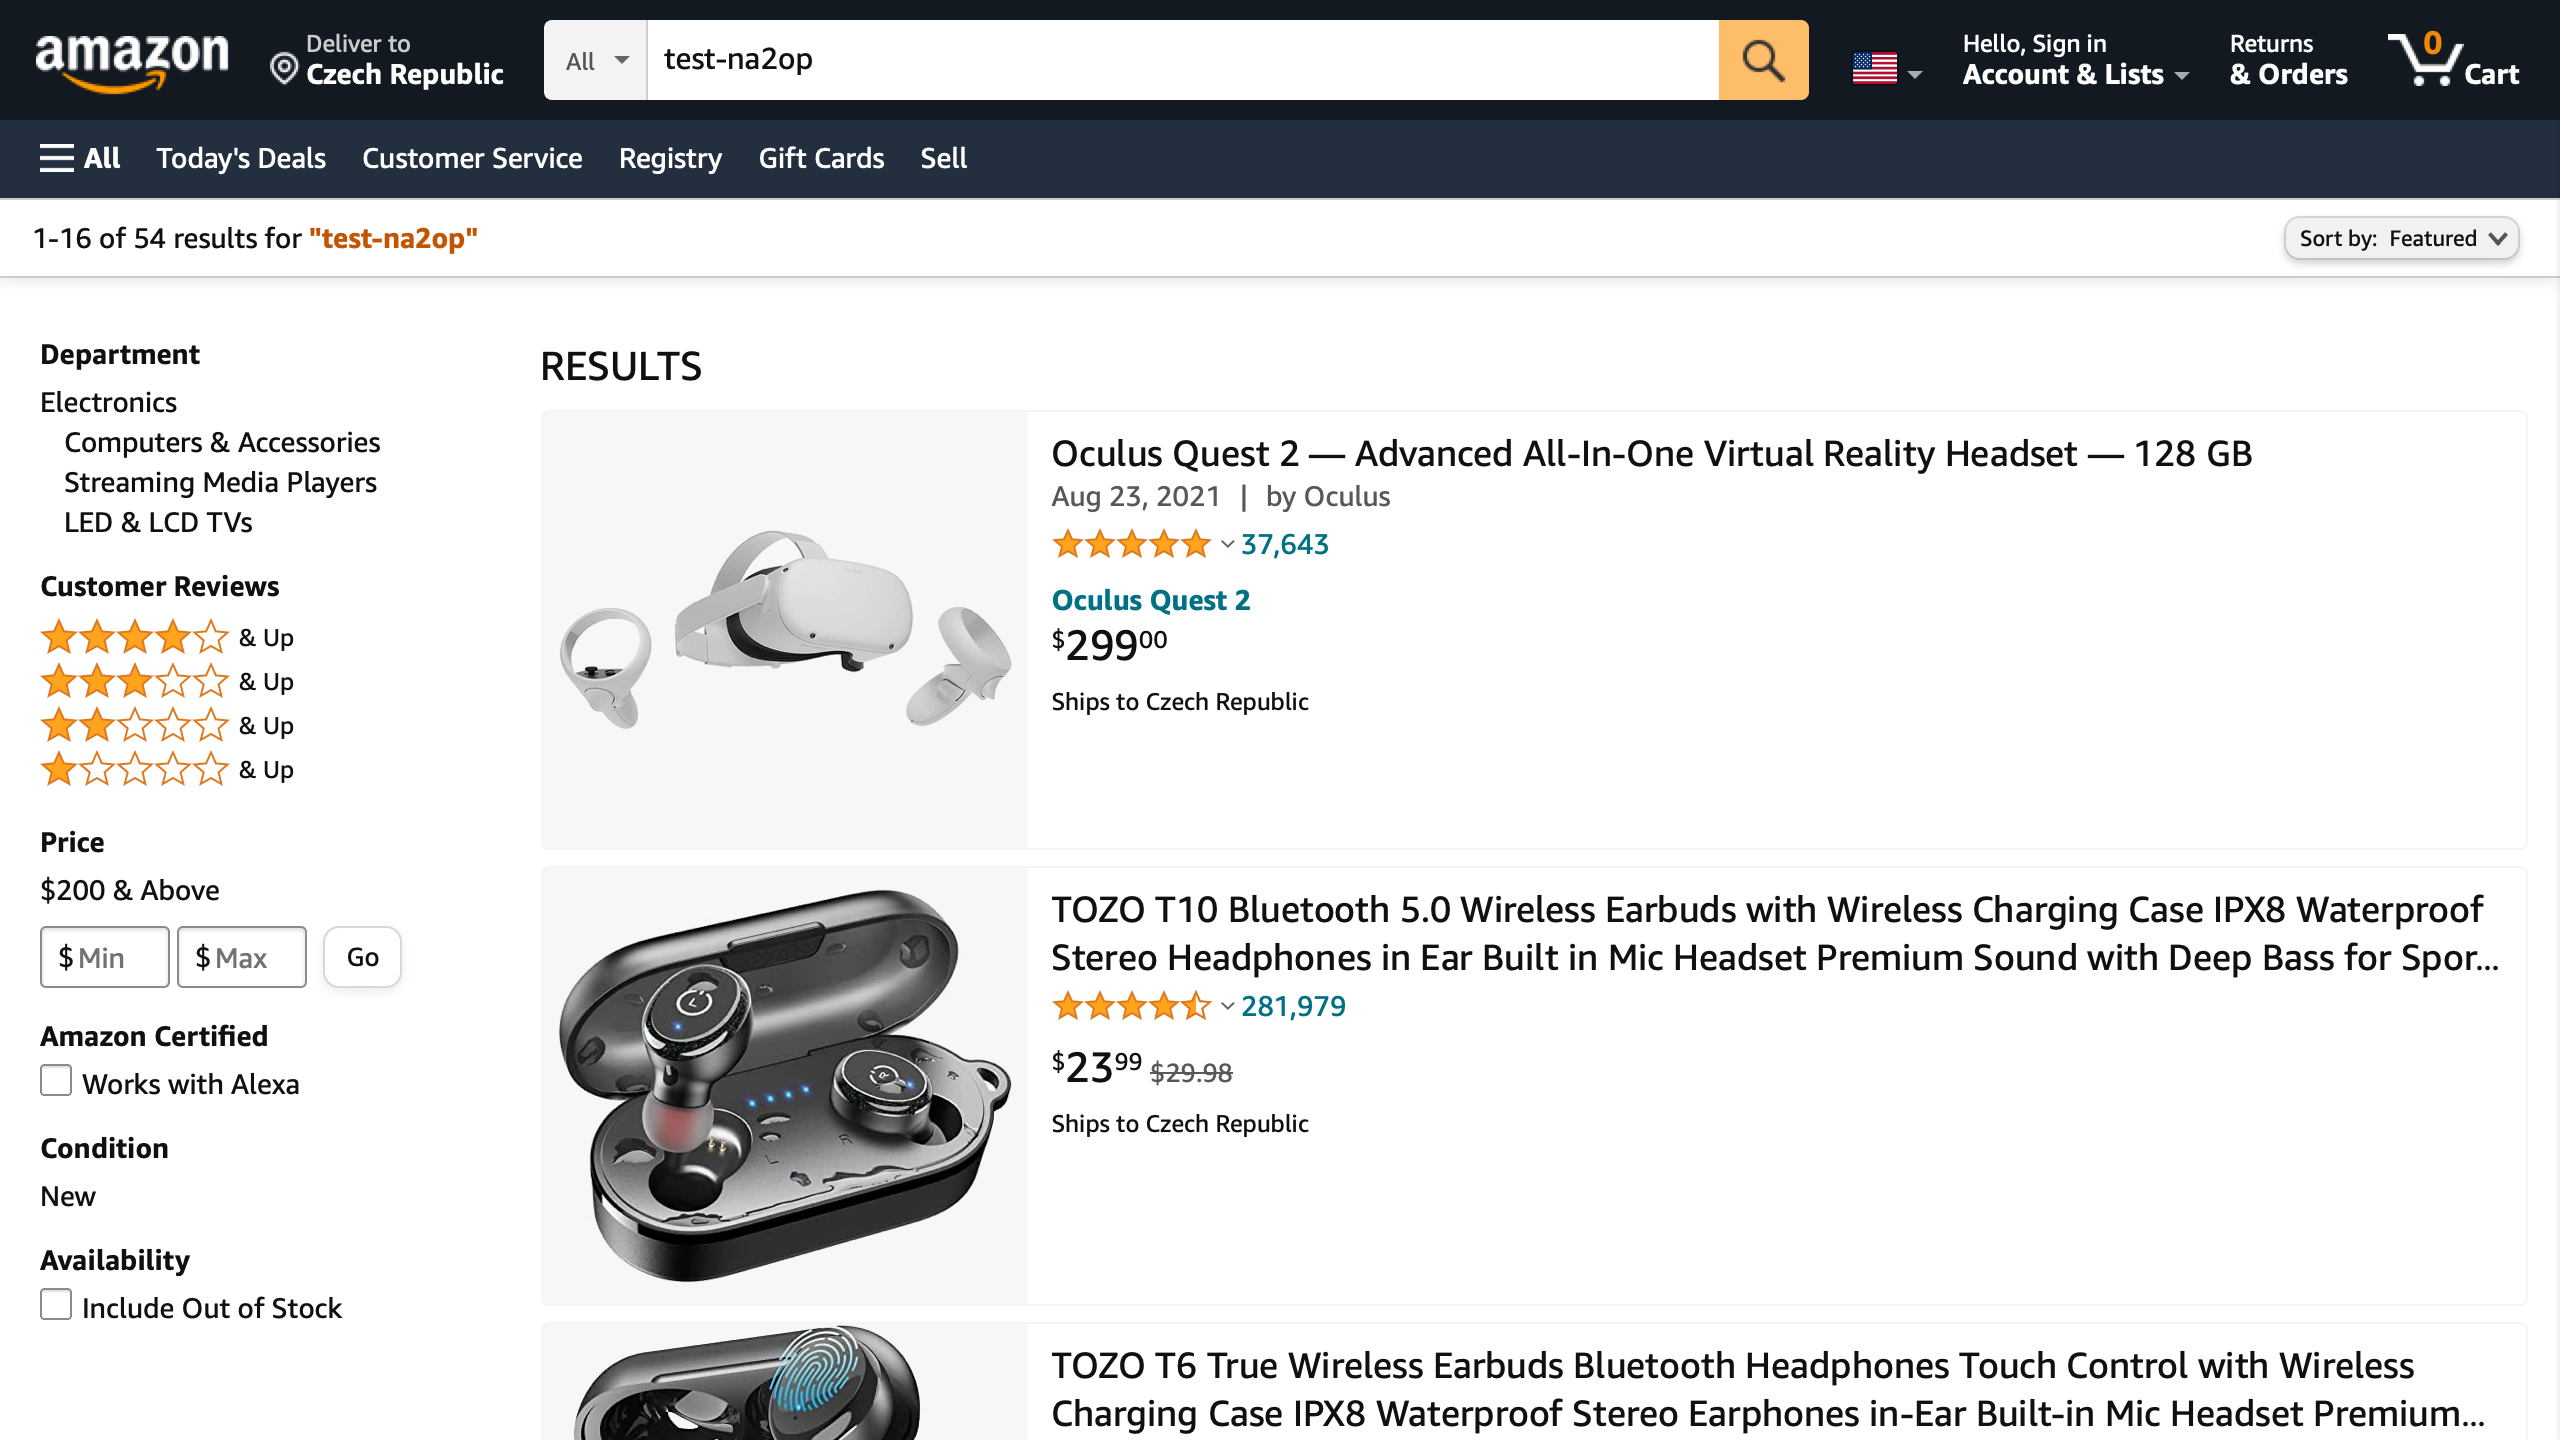 amazon
Deliver to
Czech Republic
All
test-na2op
Hello, Sign in
Account & Lists
Returns
& Orders
0
Cart
All
Today's Deals
Customer Service
Registry
Gift Cards
Sell
1-16 of 54 results for "test-na2op"
Sort by: Featured
Department
Electronics
Computers & Accessories
Streaming Media Players
LED & LCD TVs
Customer Reviews
& Up
& Up
& Up
& Up
Price
$200 & Above
$ Min
$ Max
Go
Amazon Certified
Works with Alexa
Condition
New
Availability
Include Out of Stock
RESULTS
Oculus Quest 2 — Advanced All-In-One Virtual Reality Headset — 128 GB
Aug 23, 2021 | by Oculus
37,643
Oculus Quest 2
$29900
Ships to Czech Republic
L
R
R
L
R
TOZO T10 Bluetooth 5.0 Wireless Earbuds with Wireless Charging Case IPX8 Waterproof
Stereo Headphones in Ear Built in Mic Headset Premium Sound with Deep Bass for Spor...
281,979
$2399 $29.98
Ships to Czech Republic
TOZO T6 True Wireless Earbuds Bluetooth Headphones Touch Control with Wireless
Charging Case IPX8 Waterproof Stereo Earphones in-Ear Built-in Mic Headset Premium...